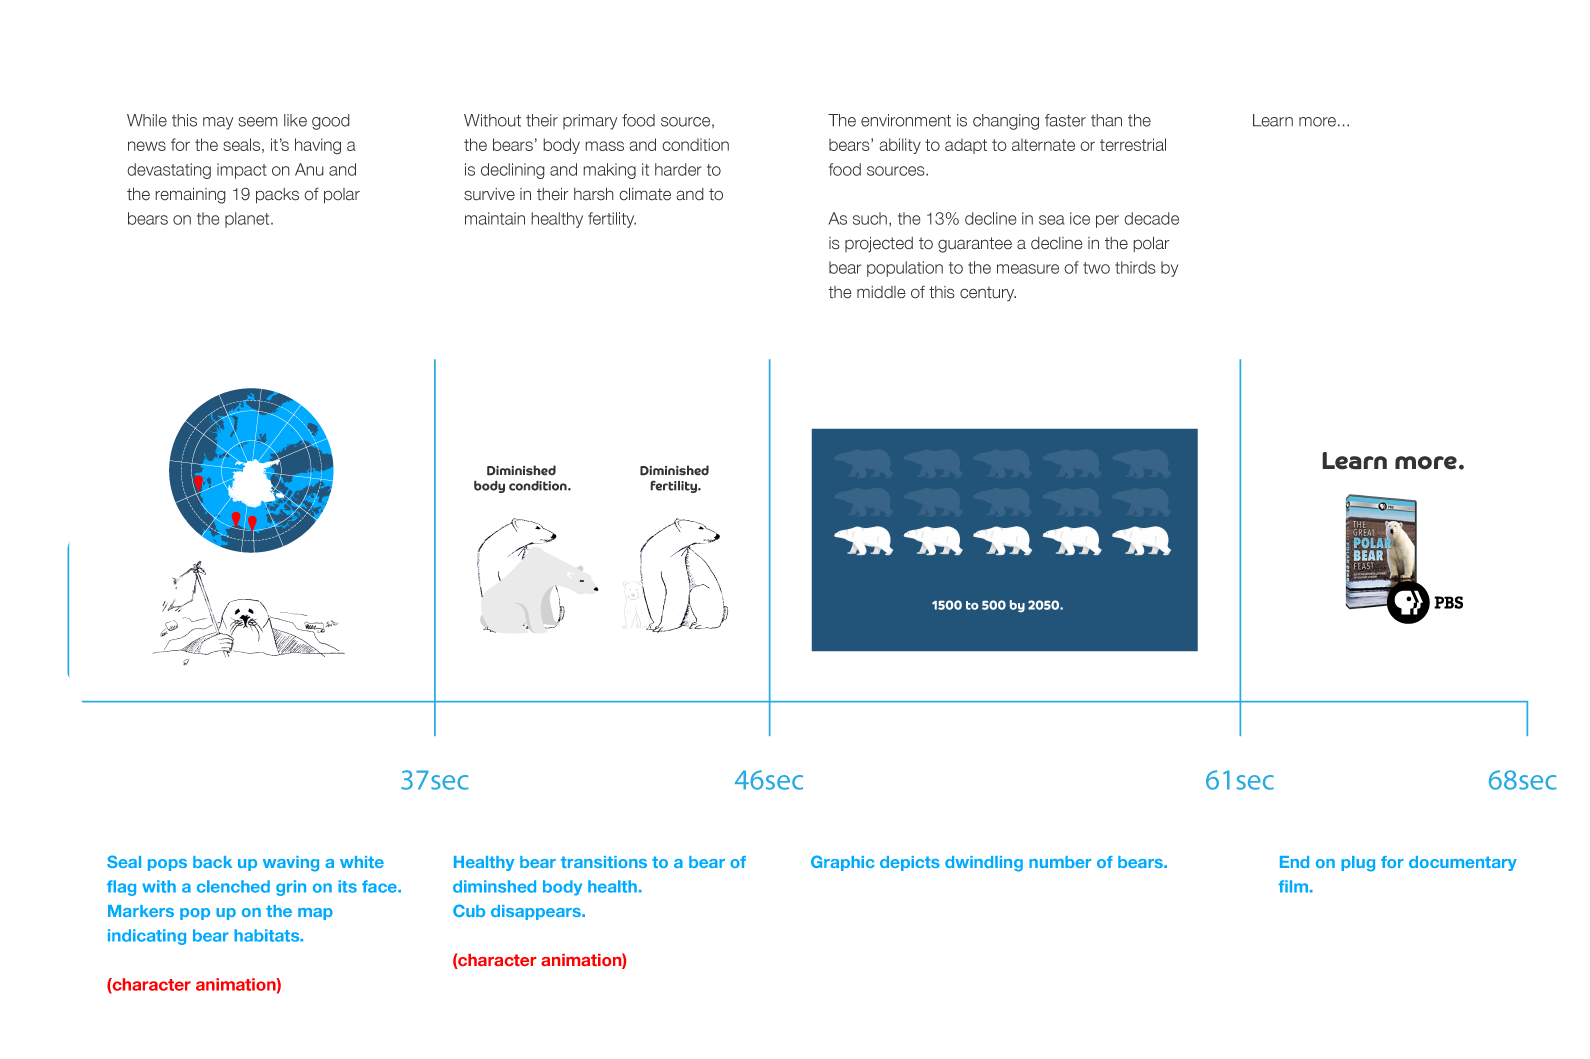 While this may seem like good
news for the seals, it's having a
devastating impact on Anu and
the remaining 19 packs of polar
bears on the planet.
Without their primary food source,
the bears' body mass and condition
is declining and making it harder to
survive in their harsh climate and to
maintain healthy fertility.
The environment is changing faster than the
bears' ability to adapt to alternate or terrestrial
food sources.
As such, the 13% decline in sea ice per decade
is projected to guarantee a decline in the polar
bear population to the measure of two thirds by
the middle of this century.
Learn more...
Diminished
body condition.
Diminished
fertility.
1500 to 500 by 2050.
Learn more.
PBS
THE
GREAT
POLAR
BEAR
FEAST
PBS
37sec
46sec
61sec
68sec
Seal pops back up waving a white
flag with a clenched grin on its face.
Markers pop up on the map
indicating bear habitats.
(character animation)
Healthy bear transitions to a bear of
diminshed body health.
Cub disappears.
(character animation)
Graphic depicts dwindling number of bears.
End on plug for documentary
film.